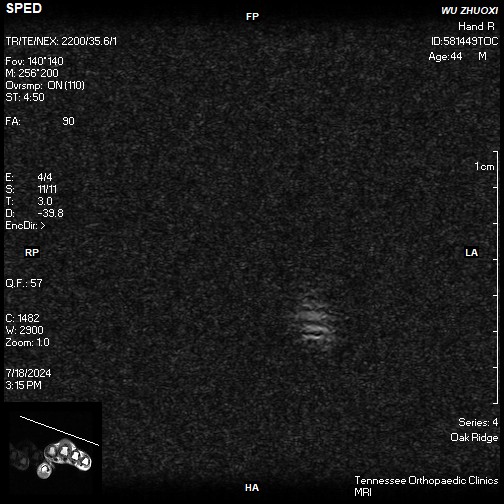 SPED
FP
WU ZHUOXI
Hand R
TR/TE/NEX: 2200/35.6/1
ID:581449TOC
Age:44 M
Fov: 140*140
M: 256*200
Ovrsmp: ON (110)
ST: 4:50
FA: 90
1cm
E: 4/4
S: 11/11
T: 3.0
D: -39.8
EncDir: >
RP
LA
Q.F.: 57
C: 1482
W: 2900
Zoom: 1.0
7/18/2024
3:15 PM
Series: 4
Oak Ridge
HA
Tennessee Orthopaedic Clinics
MRI